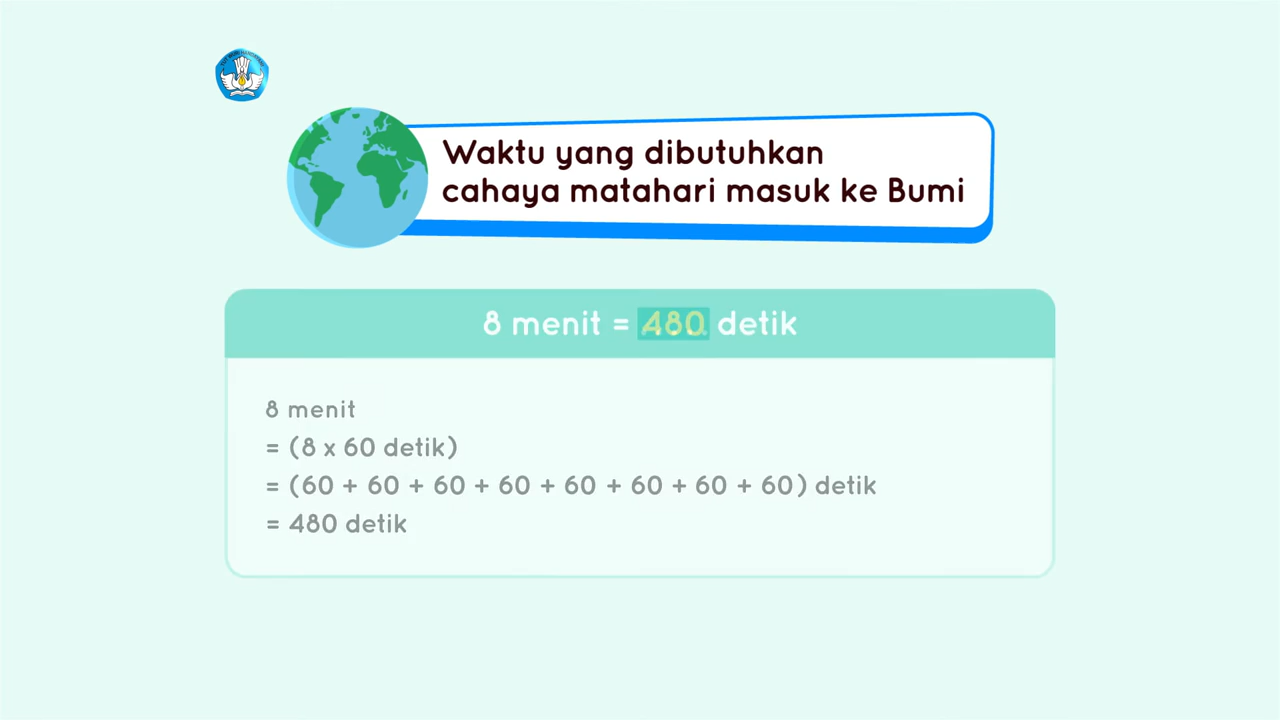 Waktu yang dibutuhkan
cahaya matahari masuk ke Bumi
8 menit = 480 detik
8 menit
= (8 x 60 detik)
= (60 + 60 + 60 + 60 + 60 + 60 + 60 + 60) detik
= 480 detik